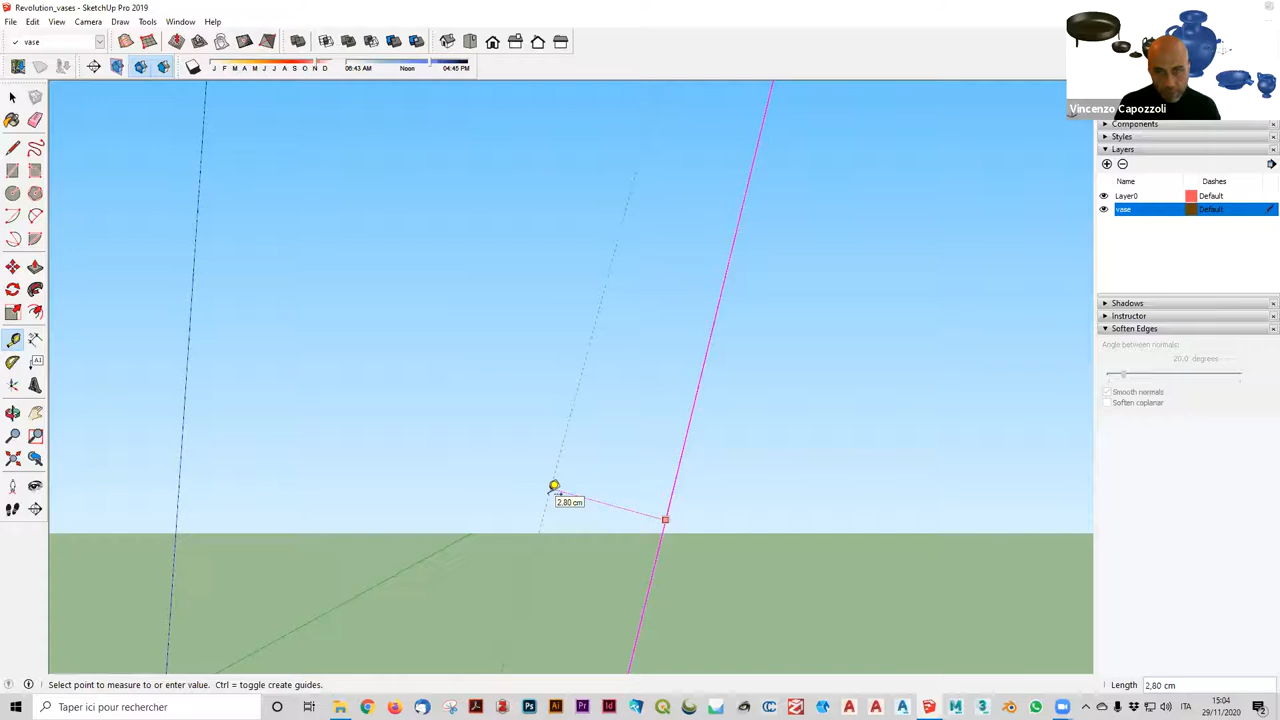 Revolution_vases - SketchUp Pro 2019
File Edit View Camera Draw Tools Window Help
vase
J F M A M J J A S O N D
06:43 AM Noon 04:45 PM
Vincenzo Capozzoli
Components
Styles
Layers
Name Dashes
Layer0 Default
vase Default
Shadows
Instructor
Soften Edges
Angle between normals:
20.0 degrees
Smooth normals
Soften coplanar
2,80 cm
Select point to measure to or enter value. Ctrl = toggle create guides.
Length 2,80 cm
Taper ici pour rechercher
ITA
15:04
29/11/2020